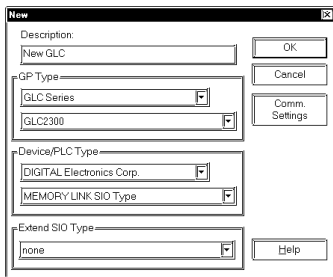 New
Description:
New GLC
OK
Cancel
GP Type
GLC Series
GLC2300
Comm.
Settings
Device/PLC Type
DIGITAL Electronics Corp.
MEMORY LINK SIO Type
Extend SIO Type
none
Help